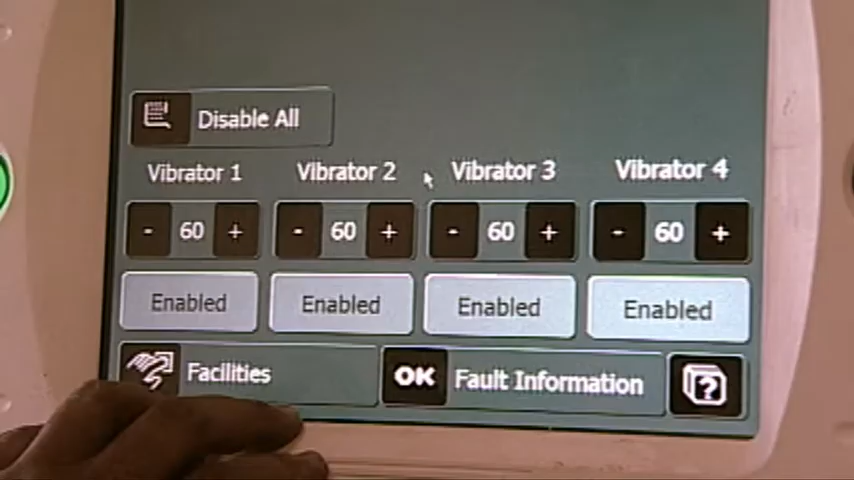 Disable All
Vibrator 1 Vibrator 2 Vibrator 3 Vibrator 4
- 60 + - 60 + - 60 + - 60 +
Enabled Enabled Enabled Enabled
Facilities OK Fault Information ?